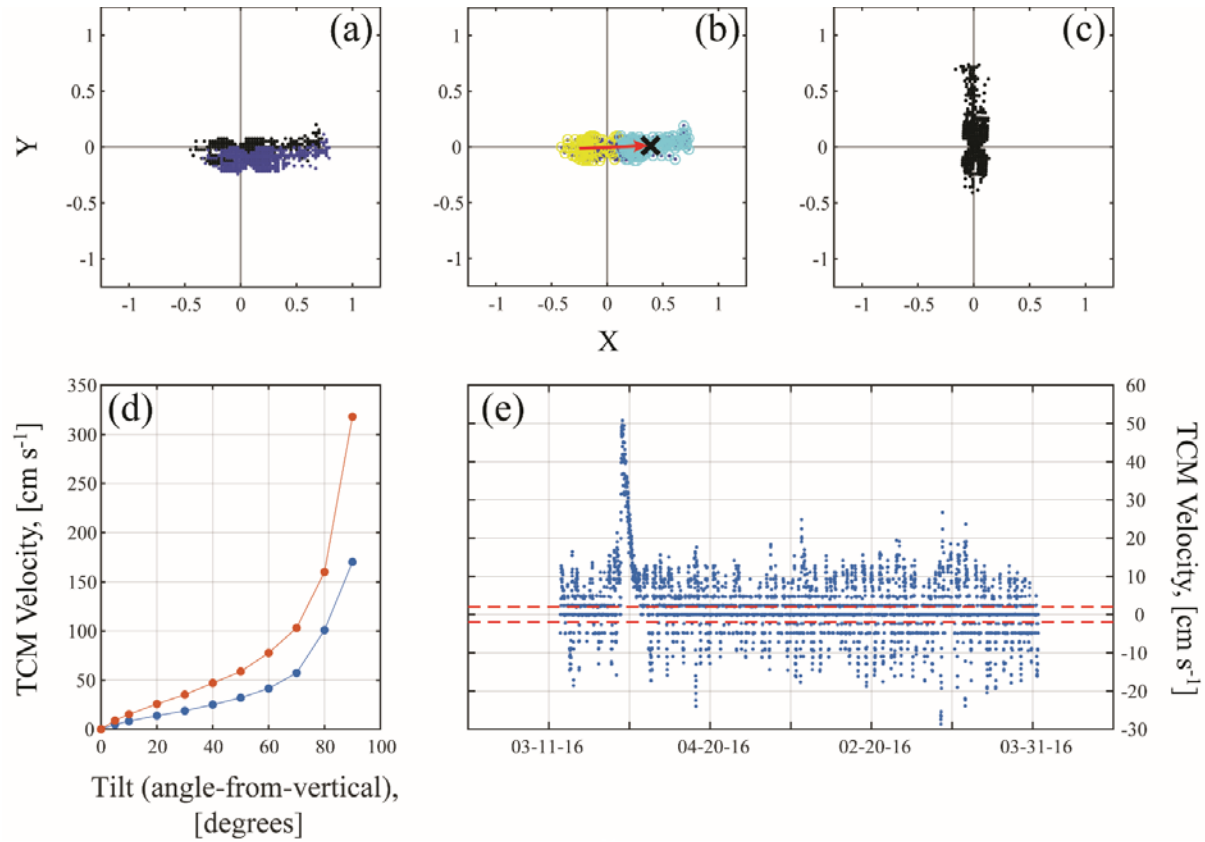 (a) (b) (c)
1 1 1
0.5 0.5 0.5
Y 0 0 0
-0.5 -0.5 -0.5
-1 -1 -1
-1 -0.5 0 0.5 1 -1 -0.5 0 0.5 1 -1 -0.5 0 0.5 1
X
(d)
350
300
250
200
150
100
50
0
TCM Velocity, [cm s-1]
0 20 40 60 80 100
Tilt (angle-from-vertical),
[degrees]
(e)
60
50
40
30
20
10
0
-10
-20
-30
TCM Velocity, [cm s-1]
03-11-16 04-20-16 02-20-16 03-31-16